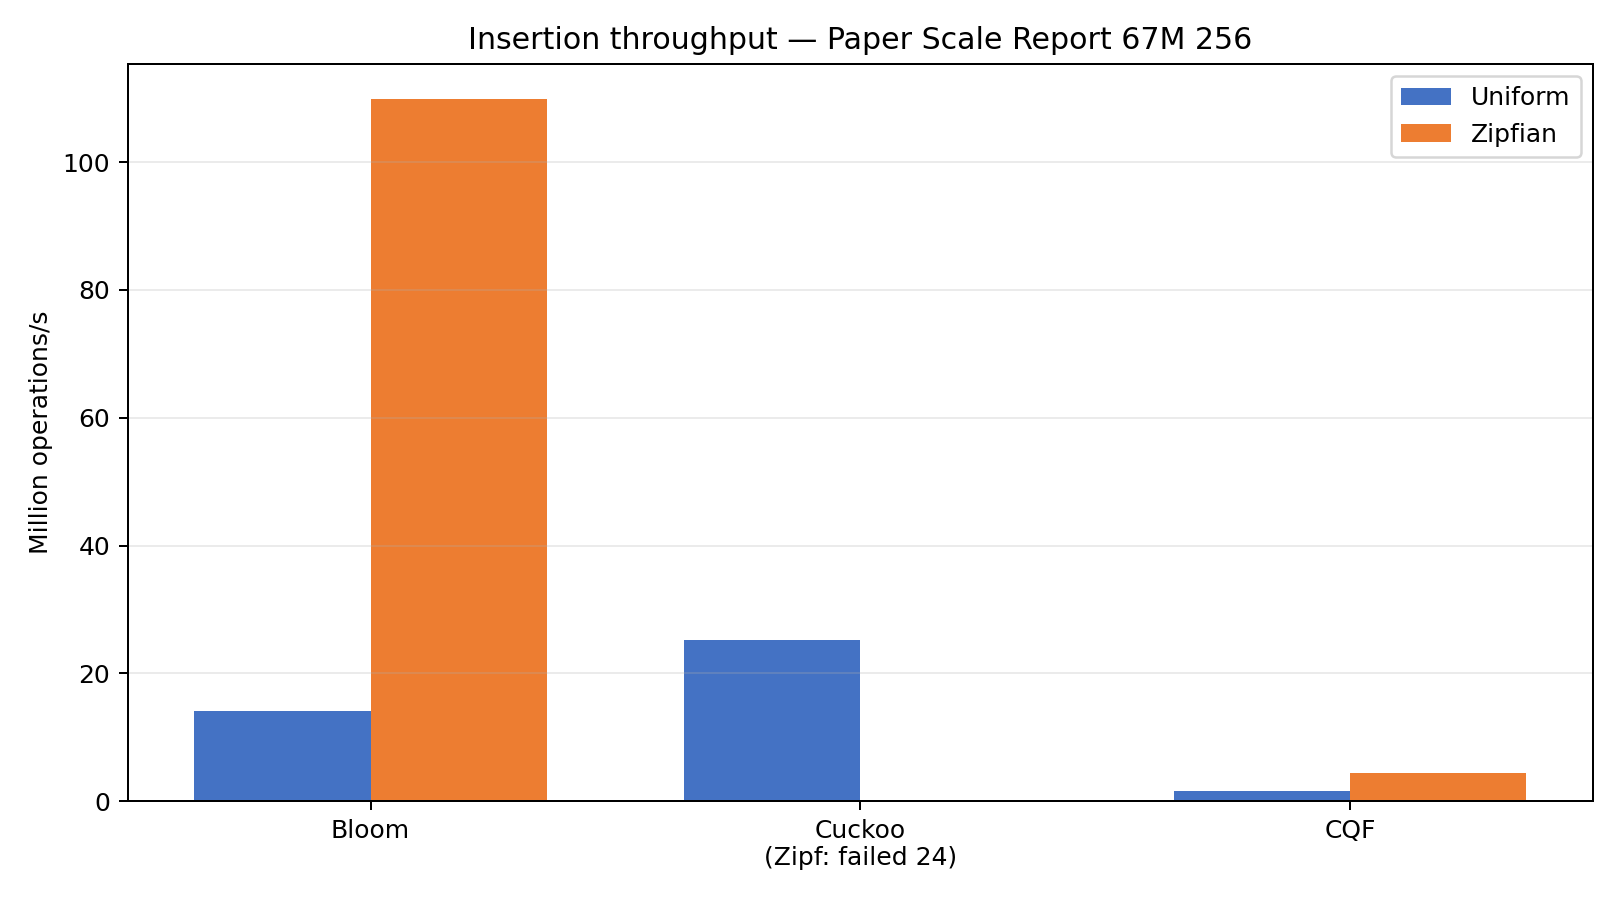 Insertion throughput — Paper Scale Report 67M 256
Uniform
Zipfian
Million operations/s
100
80
60
40
20
0
Bloom
Cuckoo
(Zipf: failed 24)
CQF